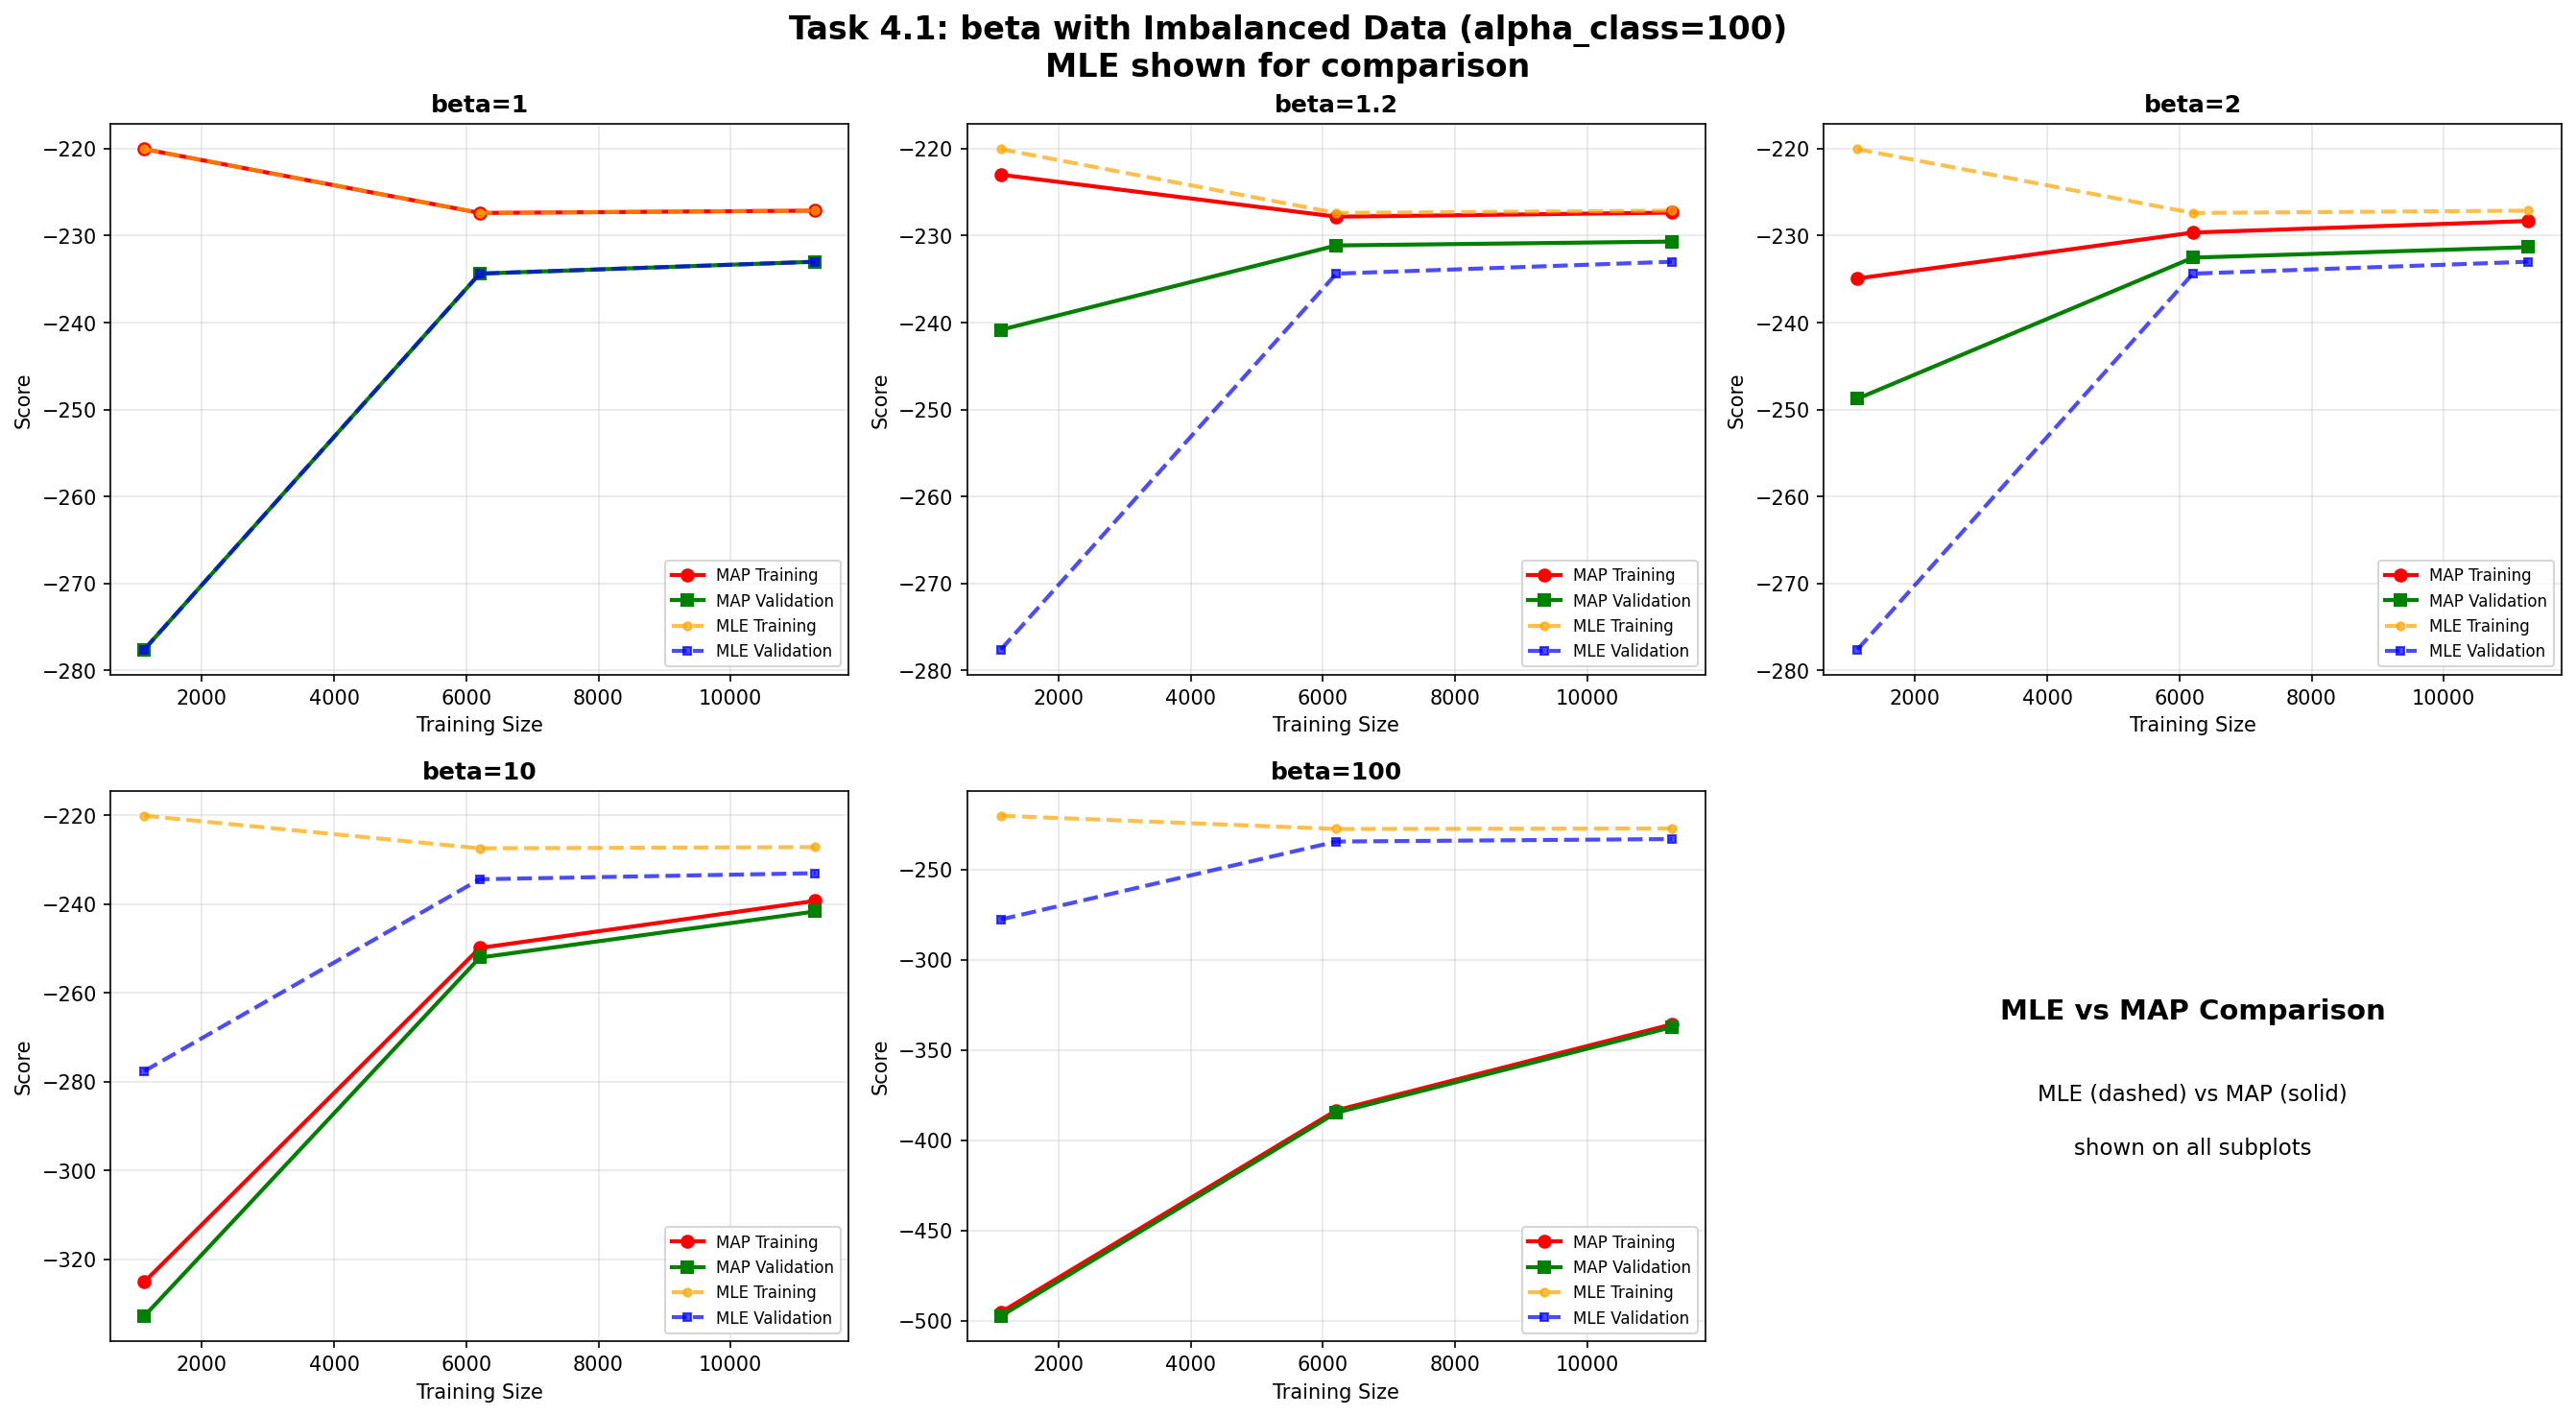 Task 4.1: beta with Imbalanced Data (alpha_class=100)
MLE shown for comparison
beta=1
−220
−230
−240
−250
−260
−270
−280
Score
2000 4000 6000 8000 10000
Training Size
MAP Training
MAP Validation
MLE Training
MLE Validation
beta=1.2
−220
−230
−240
−250
−260
−270
−280
Score
2000 4000 6000 8000 10000
Training Size
MAP Training
MAP Validation
MLE Training
MLE Validation
beta=2
−220
−230
−240
−250
−260
−270
−280
Score
2000 4000 6000 8000 10000
Training Size
MAP Training
MAP Validation
MLE Training
MLE Validation
beta=10
−220
−240
−260
−280
−300
−320
Score
2000 4000 6000 8000 10000
Training Size
MAP Training
MAP Validation
MLE Training
MLE Validation
beta=100
−250
−300
−350
−400
−450
−500
Score
2000 4000 6000 8000 10000
Training Size
MAP Training
MAP Validation
MLE Training
MLE Validation
MLE vs MAP Comparison
MLE (dashed) vs MAP (solid)
shown on all subplots